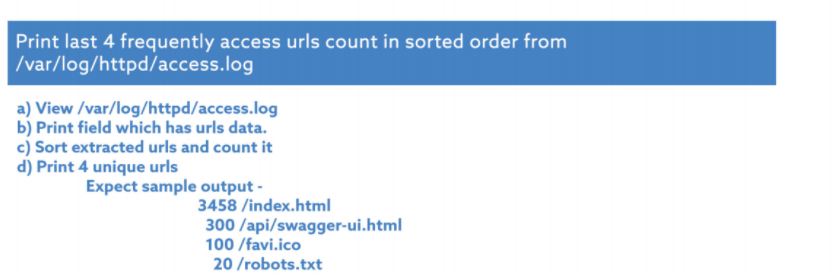 Print last 4 frequently access urls count in sorted order from
/var/log/httpd/access.log
a) View /var/log/httpd/access.log
b) Print field which has urls data.
c) Sort extracted urls and count it
d) Print 4 unique urls
Expect sample output -
3458 /index.html
300 /api/swagger-ui.html
100 /favi.ico
20 /robots.txt